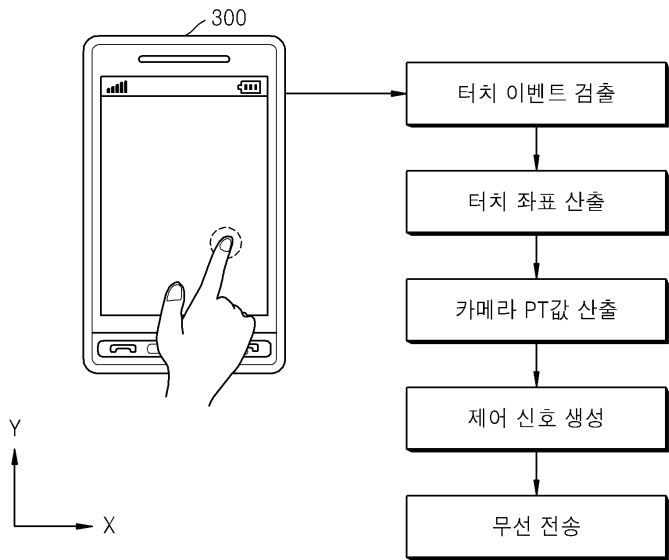 300
터치 이벤트 검출
터치 좌표 산출
카메라 PT값 산출
제어 신호 생성
무선 전송
Y
X